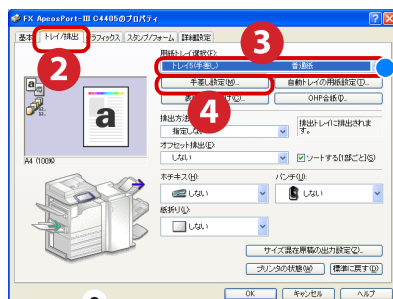 FX ApeosPort-III C4405のプロパティ
基本 トレイ/排出 グラフィックス スタンプ/フォーム 詳細設定
用紙トレイ選択(F):
3
トレイ5(手差し) 普通紙
2
手差し設定(M)... 自動トレイの用紙設定(T)...
4
OHP合紙(I)...
a
排出方法
指定しない
排出トレイに排出されます。
オフセット排出(E):
しない
ソートする[1部ごと](S)
A4 (100%)
ホチキス(H): パンチ(U):
しない しない
紙折り(L):
しない
サイズ混在原稿の出力設定(Z)...
プリンタの状態(W) 標準に戻す(D)
OK キャンセル ヘルプ